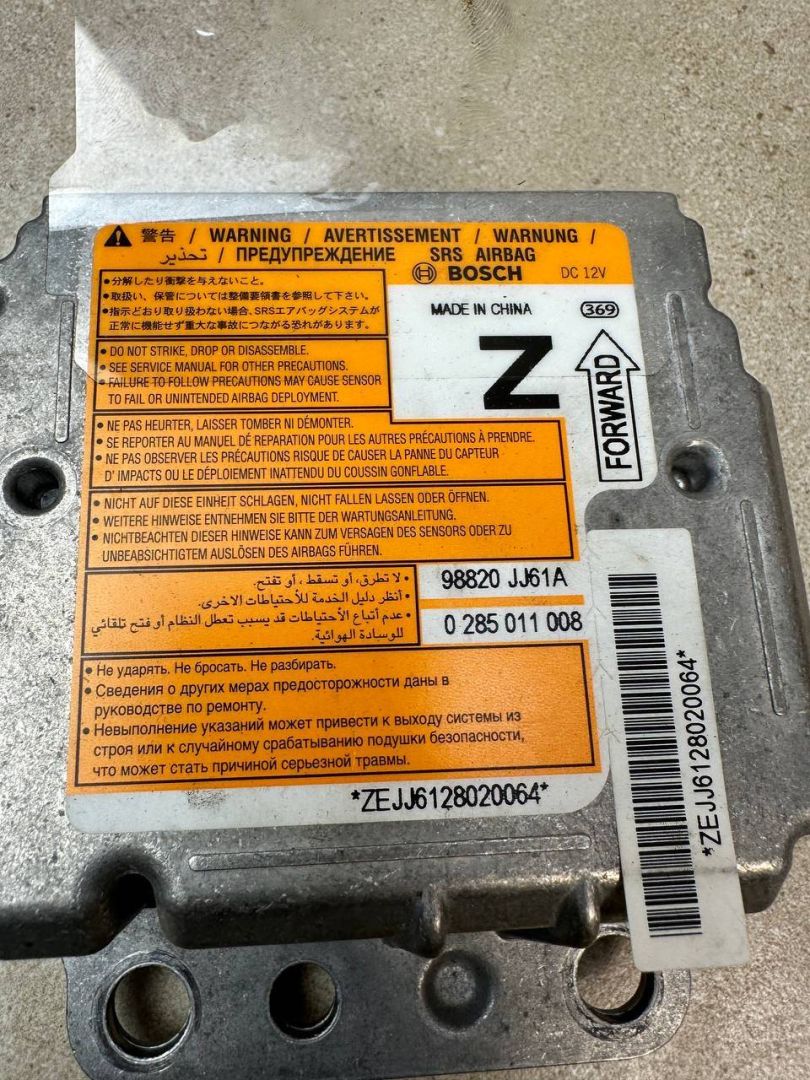 警告 / WARNING / AVERTISSEMENT / WARNUNG /
تحذير / ПРЕДУПРЕЖДЕНИЕ SRS AIRBAG
BOSCH DC 12V
•分解したり衝撃を与えないこと。
•取扱い、保管については整備要領書を参照して下さい。
•指示どおり取り扱わない場合、SRSエアバッグシステムが
正常に機能せず重大な事故につながる恐れがあります。
MADE IN CHINA 369
Z
FORWARD
• DO NOT STRIKE, DROP OR DISASSEMBLE.
• SEE SERVICE MANUAL FOR OTHER PRECAUTIONS.
• FAILURE TO FOLLOW PRECAUTIONS MAY CAUSE SENSOR
TO FAIL OR UNINTENDED AIRBAG DEPLOYMENT.
• NE PAS HEURTER, LAISSER TOMBER NI DÉMONTER.
• SE REPORTER AU MANUEL DÉ REPARATION POUR LES AUTRES PRÉCAUTIONS À PRENDRE.
• NE PAS OBSERVER LES PRÉCAUTIONS RISQUE DE CAUSER LA PANNE DU CAPTEUR
D' IMPACTS OU LE DÉPLOIEMENT INATTENDU DU COUSSIN GONFLABLE.
• NICHT AUF DIESE EINHEIT SCHLAGEN, NICHT FALLEN LASSEN ODER ÖFFNEN.
• WEITERE HINWEISE ENTNEHMEN SIE BITTE DER WARTUNGSANLEITUNG.
• NICHTBEACHTEN DIESER HINWEISE KANN ZUM VERSAGEN DES SENSORS ODER ZU
UNBEABSICHTIGTEM AUSLÖSEN DES AIRBAGS FÜHREN.
• لا تطرق، أو تسقط ، أو تفتح.
• أنظر دليل الخدمة للأحتياطات الاخرى.
• عدم أتباع الأحتياطات قد يسبب تعطل النظام أو فتح تلقائي
للوسادة الهوائية.
98820 JJ61A
0 285 011 008
• Не ударять. Не бросать. Не разбирать.
• Сведения о других мерах предосторожности даны в
руководстве по ремонту.
• Невыполнение указаний может привести к выходу системы из
строя или к случайному срабатыванию подушки безопасности,
что может стать причиной серьезной травмы.
*ZEJJ6128020064*
*ZEJJ6128020064*